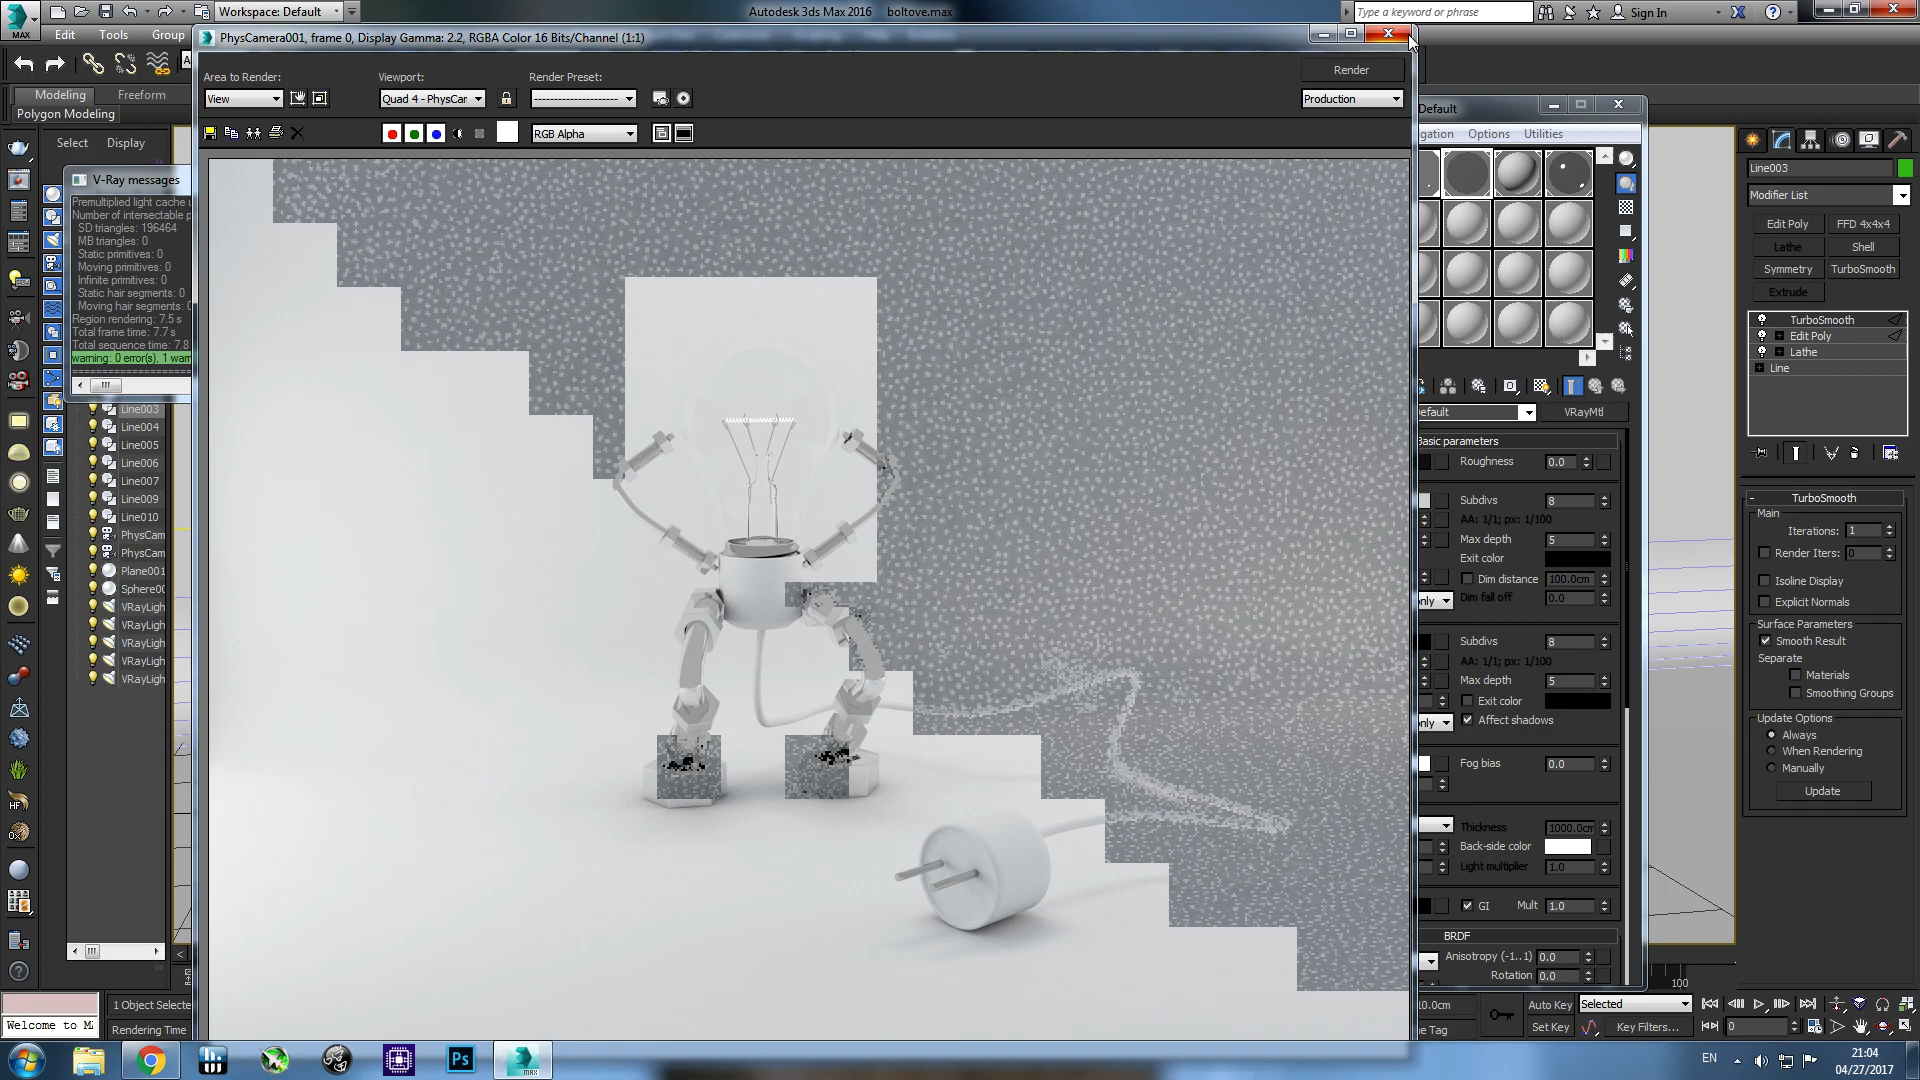 Workspace: Default
Autodesk 3ds Max 2016    boltove.max
Type a keyword or phrase
Sign In
MAX
Edit
Tools
Group
PhysCamera001, frame 0, Display Gamma: 2.2, RGBA Color 16 Bits/Channel (1:1)
Area to Render:
Viewport:
Render Preset:
Render
View
Quad 4 - PhysCar
Production
RGB Alpha
Modeling
Freeform
Polygon Modeling
Select
Display
V-Ray messages
Premultiplied light cache
Number of intersectable p
SD triangles: 196464
MB triangles: 0
Static primitives: 0
Moving primitives: 0
Infinite primitives: 0
Static hair segments: 0
Moving hair segments:
Region rendering: 7.5 s
Total frame time: 7.7 s
Total sequence time: 7.8
warning: 0 error(s), 1 warn
Line003
Line004
Line005
Line006
Line007
Line009
Line010
PhysCam
PhysCam
Plane001
Sphere00
VRayLigh
VRayLigh
VRayLigh
VRayLigh
VRayLigh
1 Object Selecte
Welcome to M
Rendering Time
Default
gation
Options
Utilities
efault
VRayMtl
Basic parameters
Roughness
0.0
Subdivs
8
AA: 1/1; px: 1/100
Max depth
5
Exit color
Dim distance
100.0cm
only
Dim fall off
0.0
Subdivs
8
AA: 1/1; px: 1/100
Max depth
5
Exit color
only
Affect shadows
Fog bias
0.0
Thickness
1000.0cm
Back-side color
Light multiplier
1.0
GI
Mult
1.0
BRDF
Anisotropy (-1..1)
0.0
Rotation
0.0
Line003
Modifier List
Edit Poly
FFD 4x4x4
Lathe
Shell
Symmetry
TurboSmooth
Extrude
TurboSmooth
Edit Poly
Lathe
Line
TurboSmooth
Main
Iterations:
1
Render Iters:
0
Isoline Display
Explicit Normals
Surface Parameters
Smooth Result
Separate
Materials
Smoothing Groups
Update Options
Always
When Rendering
Manually
Update
100
10.0cm
Auto Key
Selected
Tag
Set Key
Key Filters...
0
Ps
MAX
EN
21:04
04/27/2017